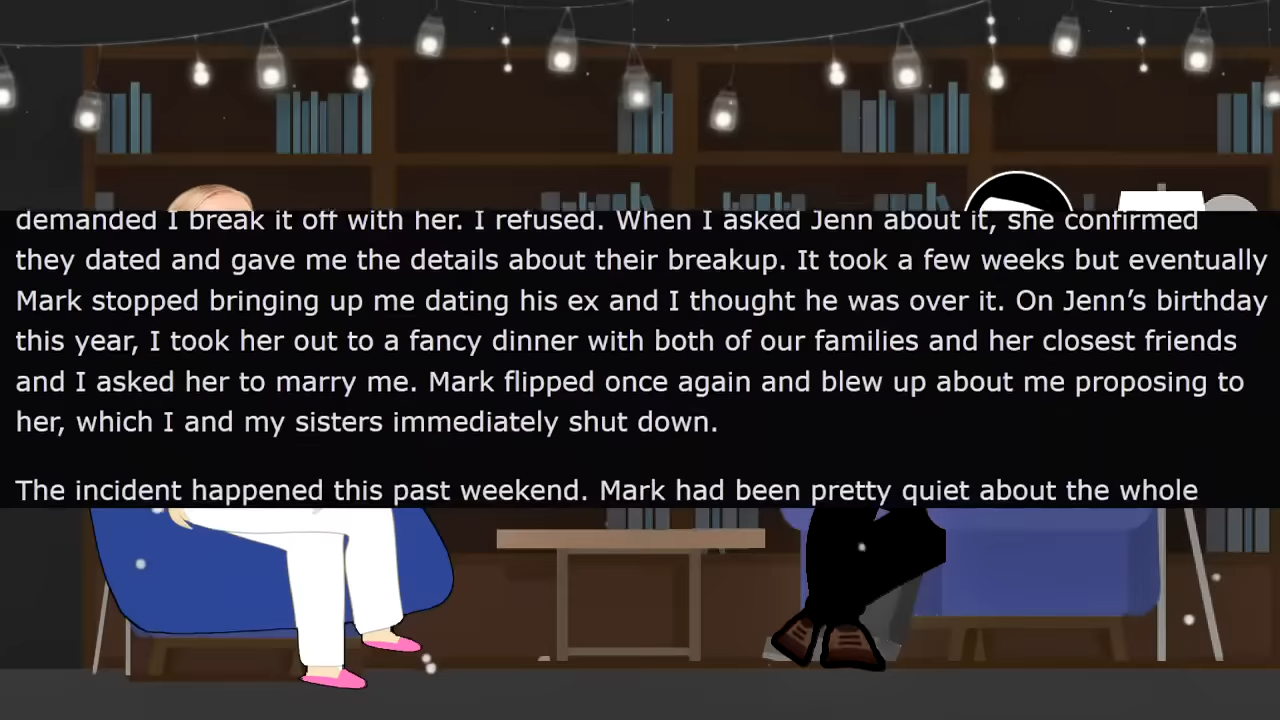 demanded I break it off with her. I refused. When I asked Jenn about it, she confirmed
they dated and gave me the details about their breakup. It took a few weeks but eventually
Mark stopped bringing up me dating his ex and I thought he was over it. On Jenn’s birthday
this year, I took her out to a fancy dinner with both of our families and her closest friends
and I asked her to marry me. Mark flipped once again and blew up about me proposing to
her, which I and my sisters immediately shut down.
The incident happened this past weekend. Mark had been pretty quiet about the whole